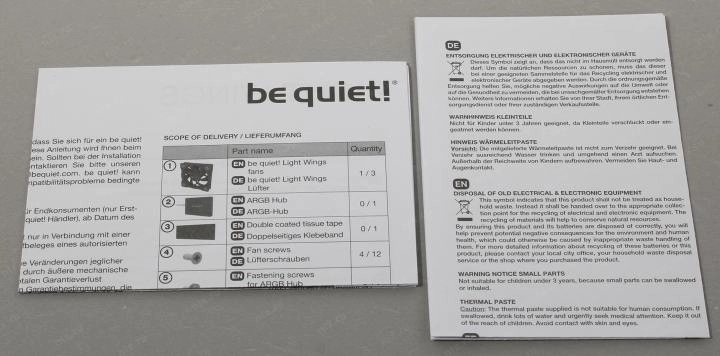 be quiet!®
dass Sie sich für ein be quiet!
ese Anleitung wird Ihnen beim
ein. Sollten bei der Installation
ntaktieren Sie bitte unseren
bequiet.com. be quiet! kann
mpatibilitätsprobleme bedingte
ür Endkonsumenten (nur Erst-
quiet! Händler), ab Datum des
t nur in Verbindung mit einer
fbeleges eines autorisierten
e Veränderungen jeglicher
durch äußere mechanische
talen Garantieverlust
n Garantiebestimmungen, die
SCOPE OF DELIVERY / LIEFERUMFANG
Part name Quantity
1 EN be quiet! Light Wings fans
DE be quiet! Light Wings Lüfter
1 / 3
2 EN ARGB Hub
DE ARGB-Hub
0 / 1
3 EN Double coated tissue tape
DE Doppelseitiges Klebeband
0 / 1
4 EN Fan screws
DE Lüfterschrauben
4 / 12
5 EN Fastening screws
for ARGB Hub
DE
ENTSORGUNG ELEKTRISCHER UND ELEKTRONISCHER GERÄTE
Dieses Symbol zeigt an, dass das nicht im Hausmüll entsorgt werden
darf. Um die natürlichen Ressourcen zu schonen, muss das dieser
bei einer geeigneten Sammelstelle für das Recycling elektrischer und
elektronischer Geräte abgegeben werden. Durch die ordnungsgemäße
Entsorgung helfen Sie, mögliche negative Auswirkungen auf die Umwelt oder
auf die Gesundheit zu vermeiden, die bei unsachgemäßer Entsorgung entstehen
können. Weitere Informationen erhalten Sie von Ihrer Stadt, Ihrem örtlichen Ent-
sorgungsdienst oder Ihrer zuständigen Verkaufsstelle.
WARNHINWEIS KLEINTEILE
Nicht für Kinder unter 3 Jahren geeignet, da Kleinteile verschluckt oder ein-
geatmet werden können.
HINWEIS WÄRMELEITPASTE
Vorsicht: Die mitgelieferte Wärmeleitpaste ist nicht zum Verzehr geeignet. Bei
Verzehr ausreichend Wasser trinken und umgehend einen Arzt aufsuchen.
Außerhalb der Reichweite von Kindern aufbewahren. Vermeiden Sie Haut- und
Augenkontakt.
EN
DISPOSAL OF OLD ELECTRICAL & ELECTRONIC EQUIPMENT
This symbol indicates that this product shall not be treated as house-
hold waste. Instead it shall be handed over to the appropriate collec-
tion point for the recycling of electrical and electronic equipment. The
recycling of materials will help to conserve natural resources.
By ensuring this product and its batteries are disposed of correctly, you will
help prevent potential negative consequences for the environment and human
health, which could otherwise be caused by inappropriate waste handling of
them. For more detailed information about recycling of these batteries or this
product, please contact your local city office, your household waste disposal
service or the shop where you purchased the product.
WARNING NOTICE SMALL PARTS
Not suitable for children under 3 years, because small parts can be swallowed
or inhaled.
THERMAL PASTE
Caution: The thermal paste supplied is not suitable for human consumption. If
swallowed, drink lots of water and urgently seek medical attention. Keep it out
of the reach of children. Avoid contact with skin and eyes.